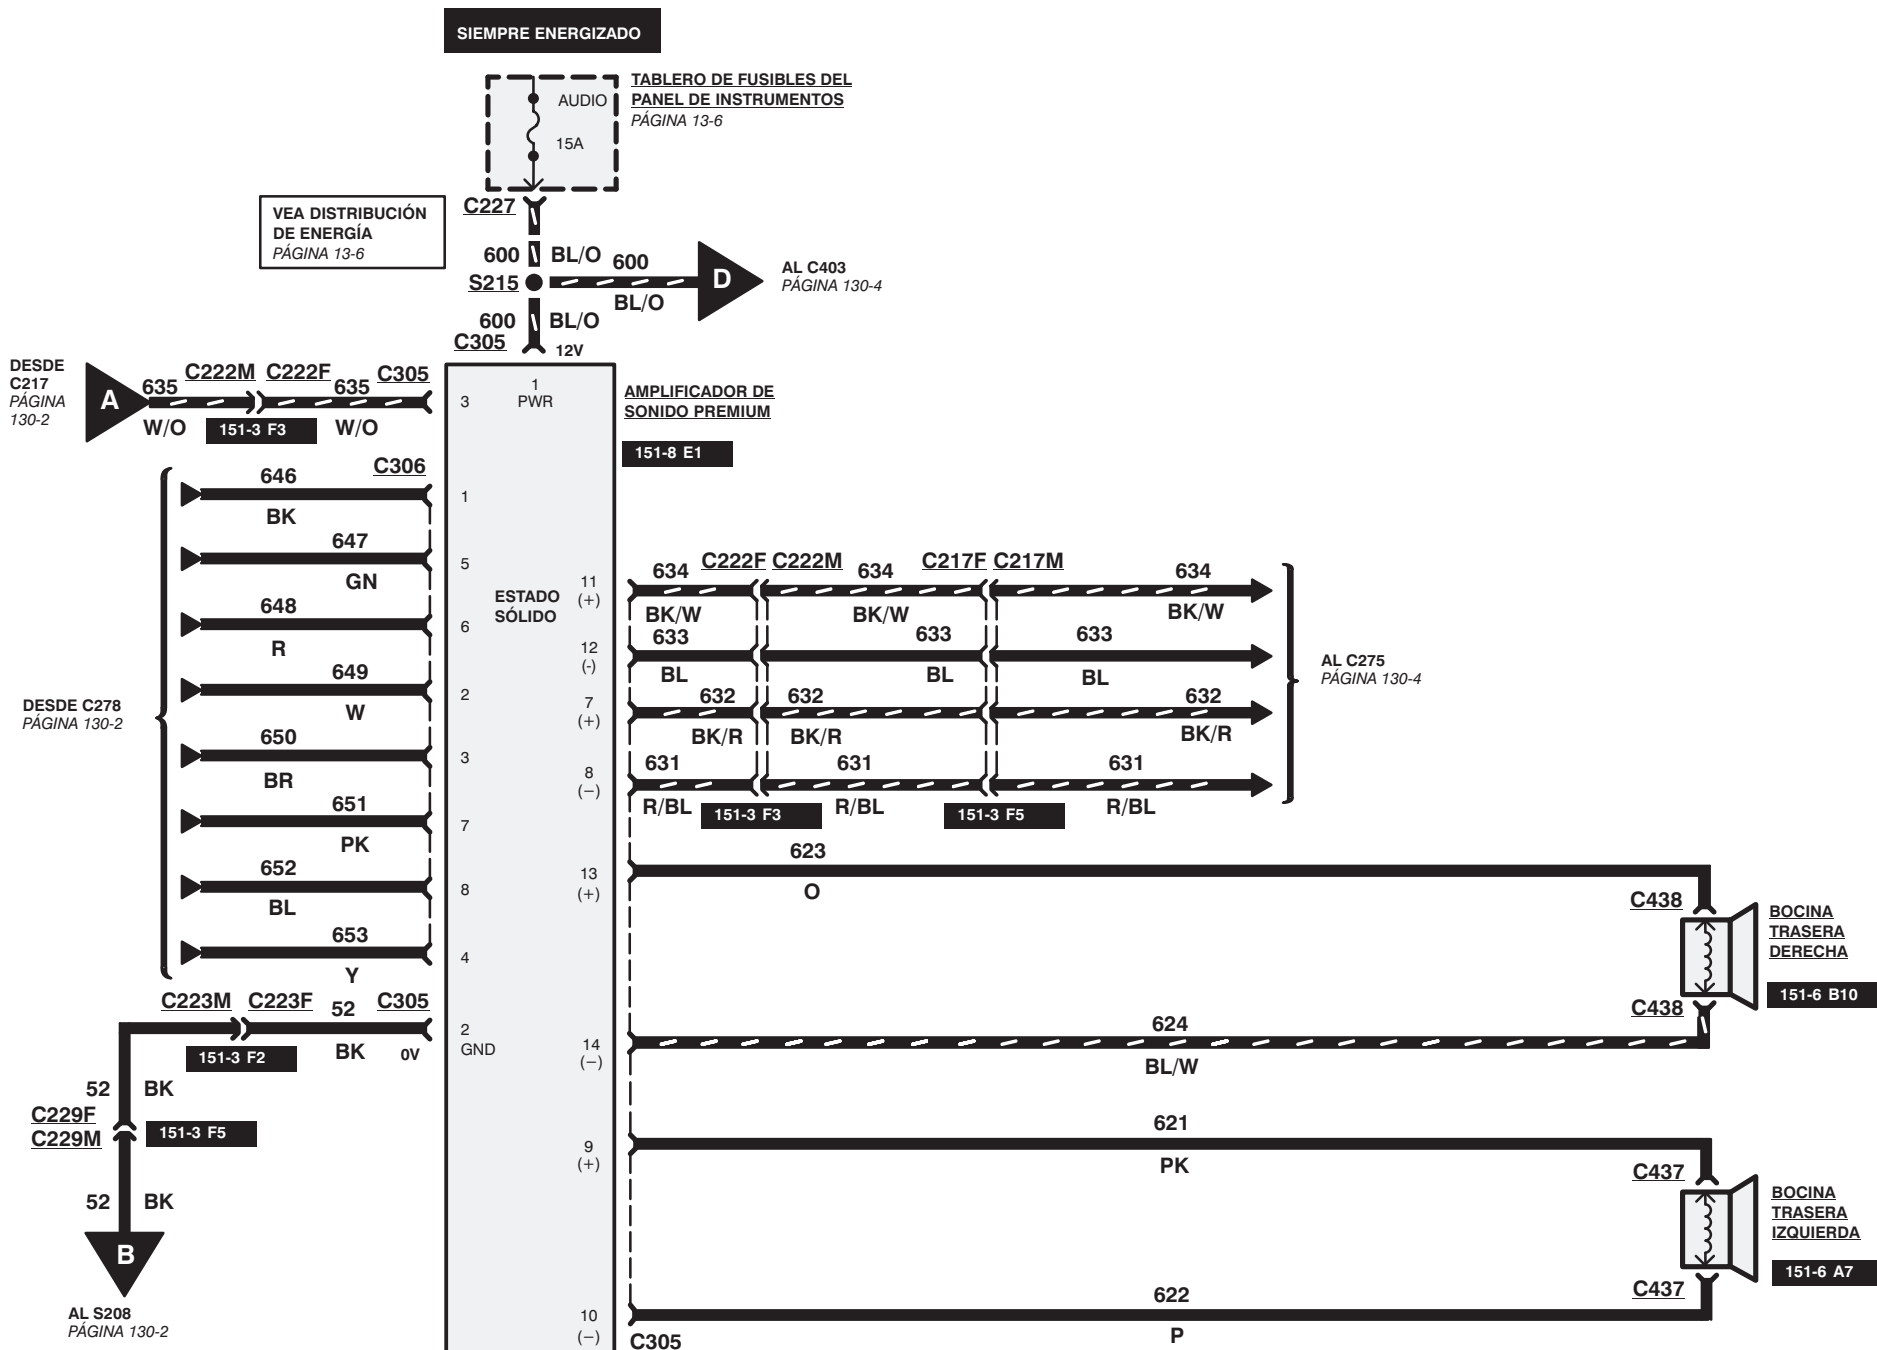 SIEMPRE ENERGIZADO
AUDIO
15A
TABLERO DE FUSIBLES DEL
PANEL DE INSTRUMENTOS
PÁGINA 13-6
VEA DISTRIBUCIÓN
DE ENERGÍA
PÁGINA 13-6
C227
600 BL/O
S215
600
BL/O
D
AL C403
PÁGINA 130-4
600 BL/O
C305
12V
DESDE
C217
PÁGINA
130-2
A
635
W/O
C222M C222F
151-3 F3
635
W/O
C305
3
1
PWR
AMPLIFICADOR DE
SONIDO PREMIUM
151-8 E1
ESTADO
SÓLIDO
C306
646
BK
1
647
GN
5
648
R
6
649
W
2
650
BR
3
651
PK
7
652
BL
8
653
Y
4
DESDE C278
PÁGINA 130-2
C223M C223F
151-3 F2
52
BK
C305
0V
2
GND
52 BK
C229F
C229M
151-3 F5
52 BK
B
AL S208
PÁGINA 130-2
C222F C222M
C217F C217M
11
(+)
634 634 634
BK/W BK/W BK/W
12
(-)
633 633 633
BL BL BL
7
(+)
632 632 632
BK/R BK/R BK/R
8
(−)
631 631 631
R/BL R/BL R/BL
151-3 F3
151-3 F5
AL C275
PÁGINA 130-4
13
(+)
623
O
C438
BOCINA
TRASERA
DERECHA
151-6 B10
C438
14
(−)
624
BL/W
9
(+)
621
PK
C437
BOCINA
TRASERA
IZQUIERDA
151-6 A7
C437
10
(−)
622
P
C305